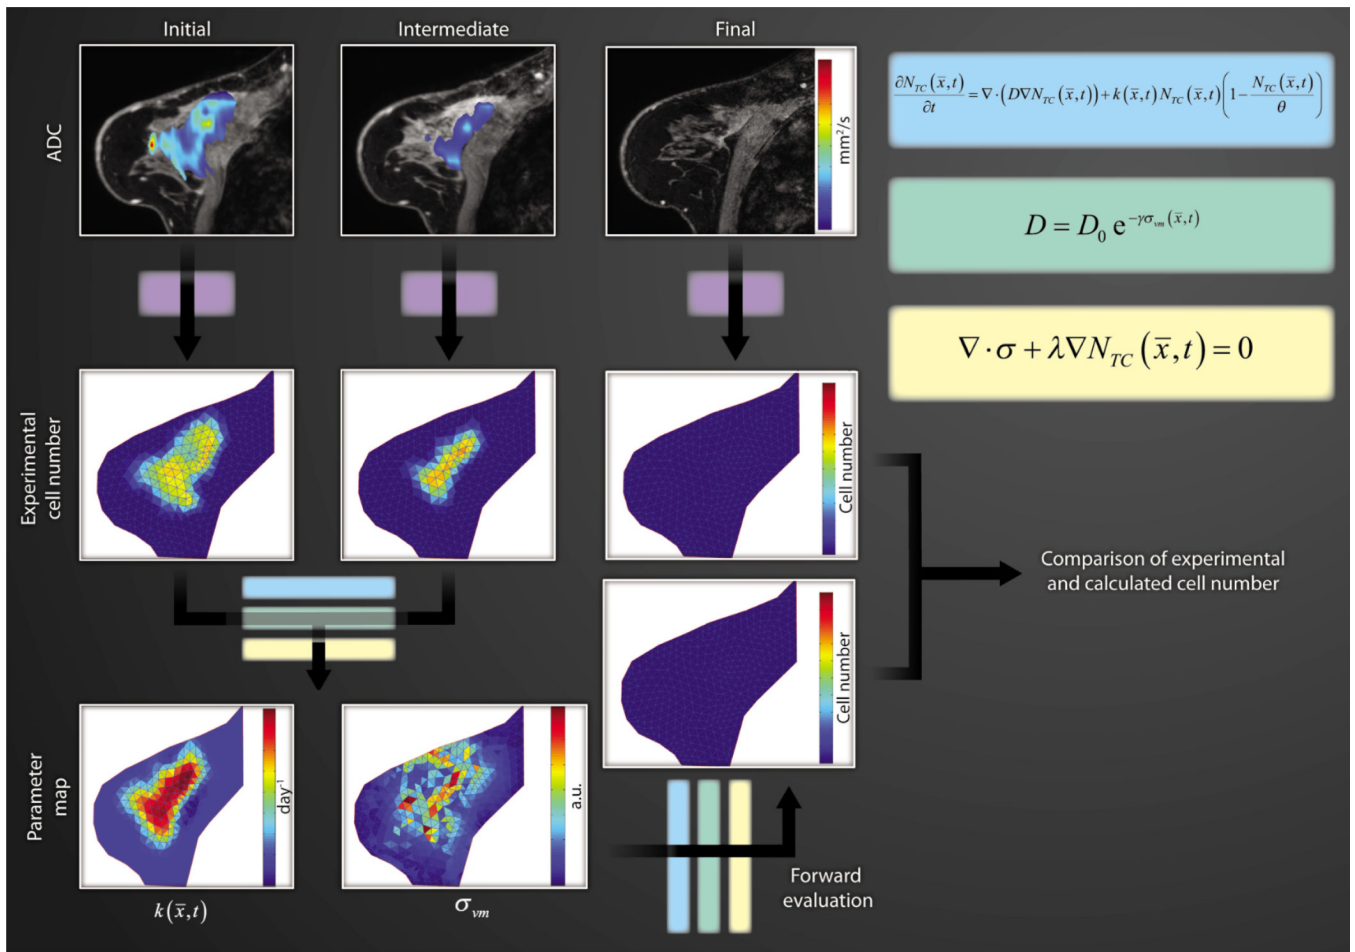 Initial
Intermediate
Final
ADC
mm²/s
∂N_TC(x̅,t)/∂t = ∇·(D∇N_TC(x̅,t)) + k(x̅,t) N_TC(x̅,t)(1 − N_TC(x̅,t)/θ)
D = D₀ e^(−γσ_vm(x̅,t))
∇·σ + λ∇N_TC(x̅,t) = 0
Experimental
cell number
Cell number
Comparison of experimental
and calculated cell number
Cell number
Parameter
map
day⁻¹
a.u.
Forward
evaluation
k(x̅,t)
σ_vm